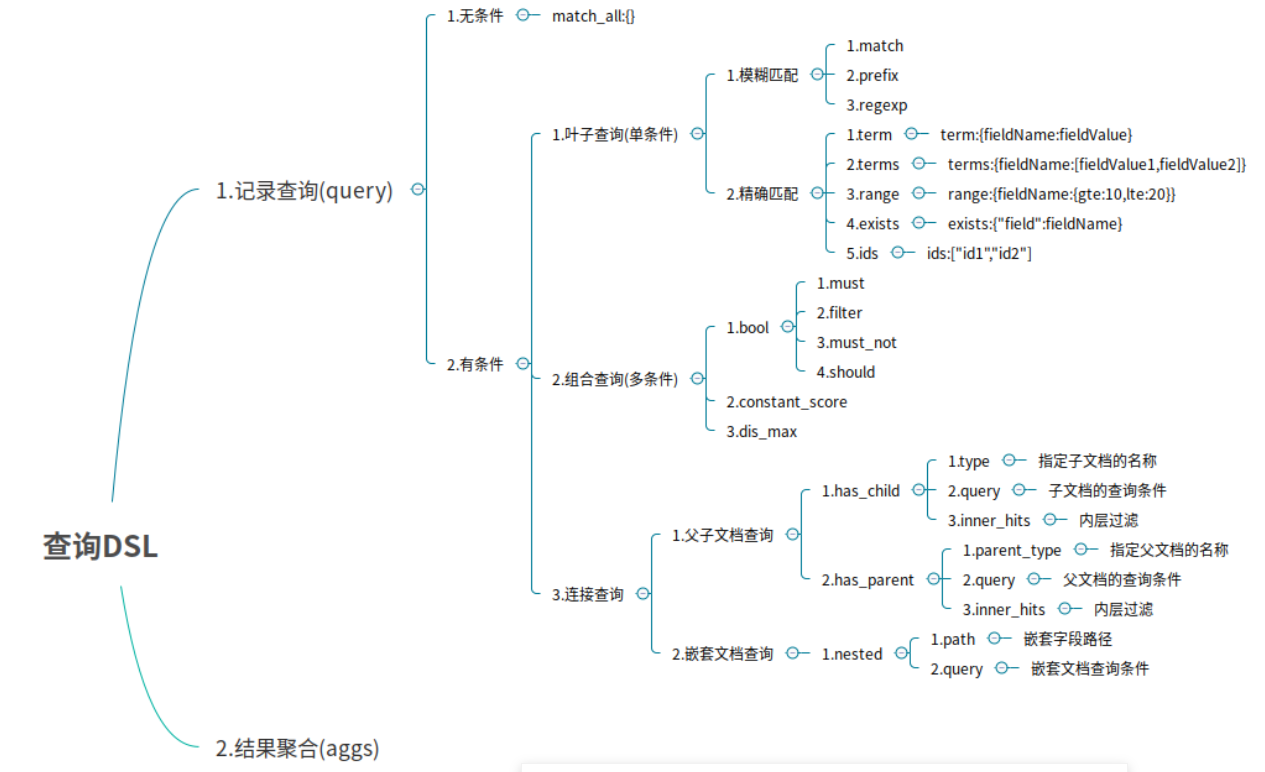 查询DSL
1.记录查询(query)
1.无条件
match_all:{}
2.有条件
1.叶子查询(单条件)
1.模糊匹配
1.match
2.prefix
3.regexp
2.精确匹配
1.term
term:{fieldName:fieldValue}
2.terms
terms:{fieldName:[fieldValue1,fieldValue2]}
3.range
range:{fieldName:{gte:10,lte:20}}
4.exists
exists:{"field":fieldName}
5.ids
ids:["id1","id2"]
2.组合查询(多条件)
1.bool
1.must
2.filter
3.must_not
4.should
2.constant_score
3.dis_max
3.连接查询
1.父子文档查询
1.has_child
1.type
指定子文档的名称
2.query
子文档的查询条件
3.inner_hits
内层过滤
2.has_parent
1.parent_type
指定父文档的名称
2.query
父文档的查询条件
3.inner_hits
内层过滤
2.嵌套文档查询
1.nested
1.path
嵌套字段路径
2.query
嵌套文档查询条件
2.结果聚合(aggs)